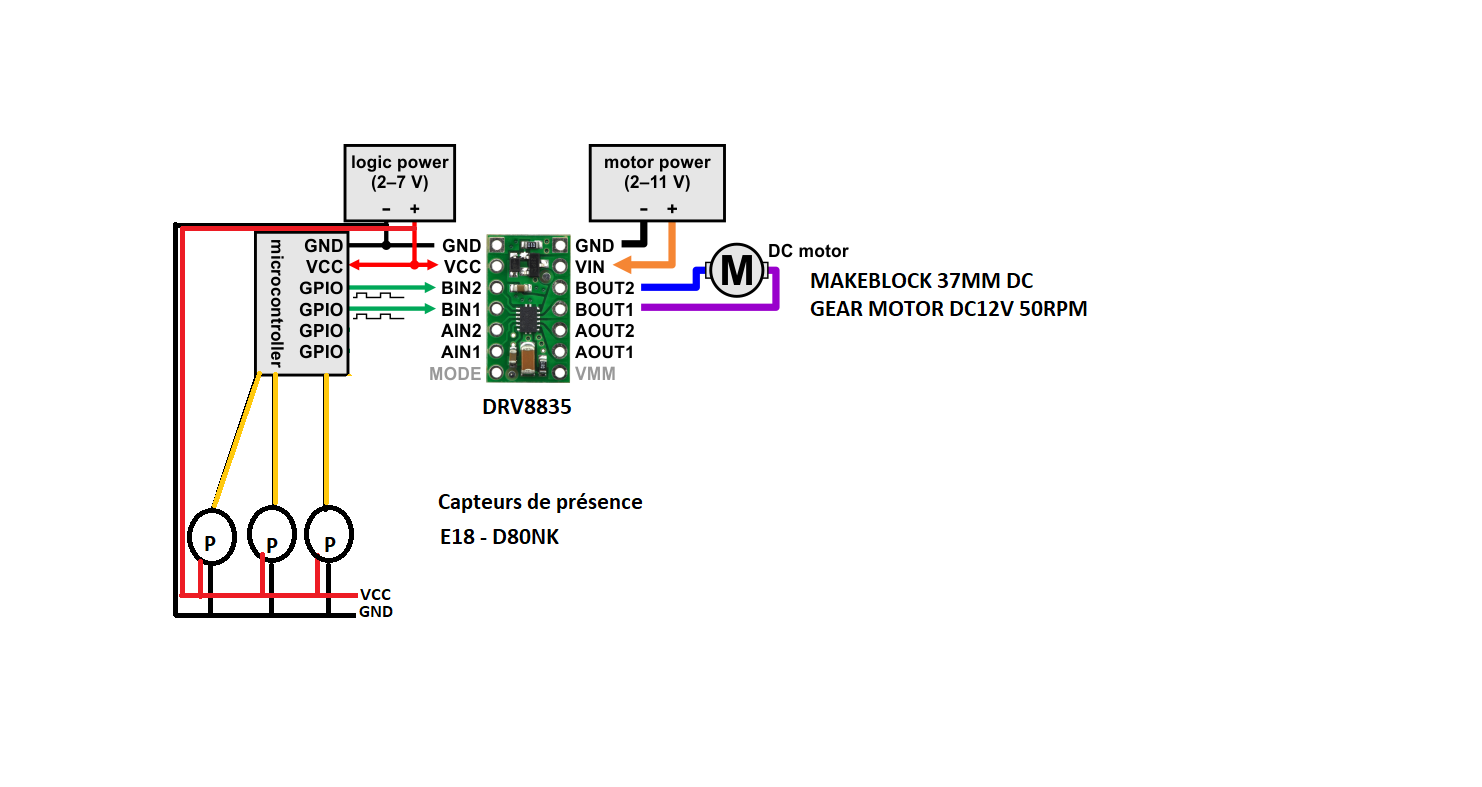 logic power
(2–7 V)
− +
motor power
(2–11 V)
− +
microcontroller
GND
VCC
GPIO
GPIO
GPIO
GPIO
GND
VCC
BIN2
BIN1
AIN2
AIN1
MODE
GND
VIN
BOUT2
BOUT1
AOUT2
AOUT1
VMM
DRV8835
M
DC motor
MAKEBLOCK 37MM DC
GEAR MOTOR DC12V 50RPM
Capteurs de présence
E18 - D80NK
P
P
P
VCC
GND